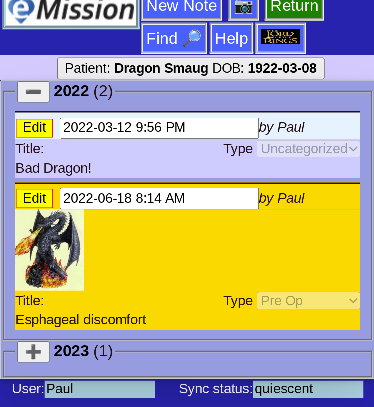 eMission
New Note
Return
Find
Help
LORD
RINGS
Patient: Dragon Smaug DOB: 1922-03-08
2022 (2)
Edit 2022-03-12 9:56 PM by Paul
Title: Type Uncategorized
Bad Dragon!
Edit 2022-06-18 8:14 AM by Paul
Title: Type Pre Op
Esphageal discomfort
2023 (1)
User: Paul Sync status: quiescent